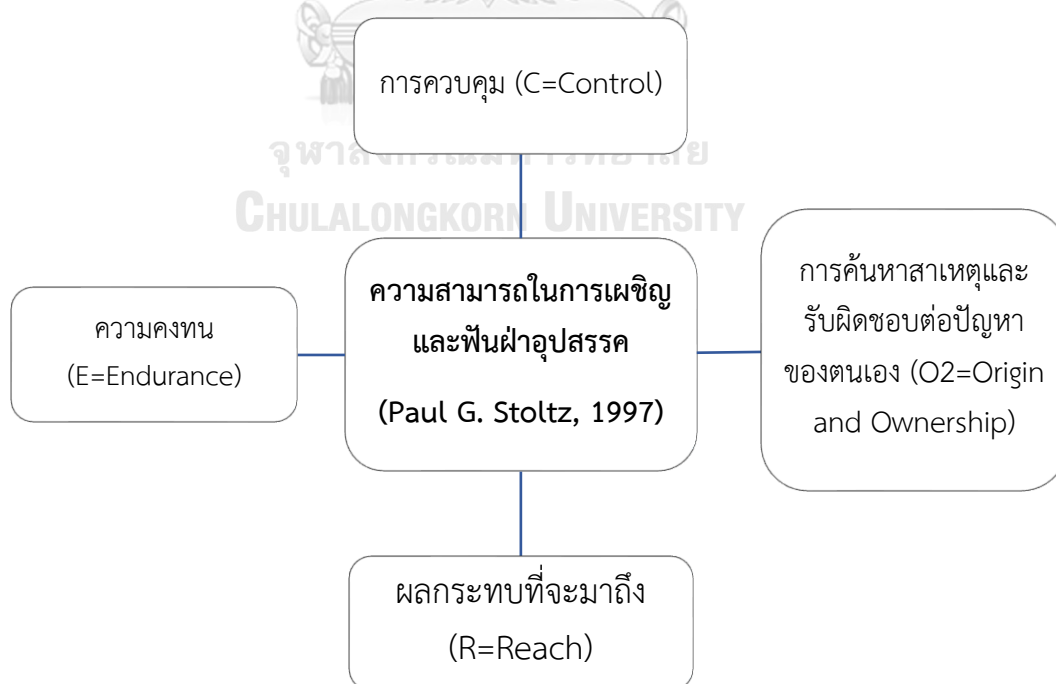 การควบคุม (C=Control)
จุฬาลงกรณ์มหาวิทยาลัย
CHULALONGKORN UNIVERSITY
ความสามารถในการเผชิญ
และฟันฝ่าอุปสรรค
(Paul G. Stoltz, 1997)
การค้นหาสาเหตุและ
รับผิดชอบต่อปัญหา
ของตนเอง (O2=Origin
and Ownership)
ความคงทน
(E=Endurance)
ผลกระทบที่จะมาถึง
(R=Reach)